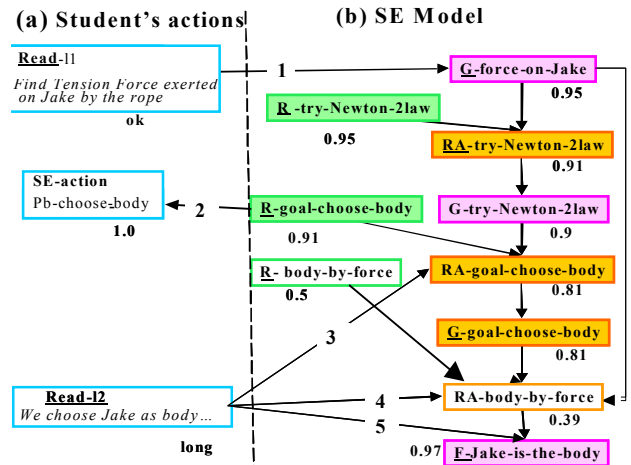 (a) Student's actions
(b) SE Model
Read-l1
Find Tension Force exerted
on Jake by the rope
ok
1
G-force-on-Jake
0.95
R -try-Newton-2law
0.95
RA-try-Newton-2law
0.91
SE-action
Pb-choose-body
1.0
2
R-goal-choose-body
0.91
G-try-Newton-2law
0.9
R- body-by-force
0.5
RA-goal-choose-body
0.81
3
G-goal-choose-body
0.81
Read-l2
We choose Jake as body...
long
4
RA-body-by-force
0.39
5
0.97
F-Jake-is-the-body